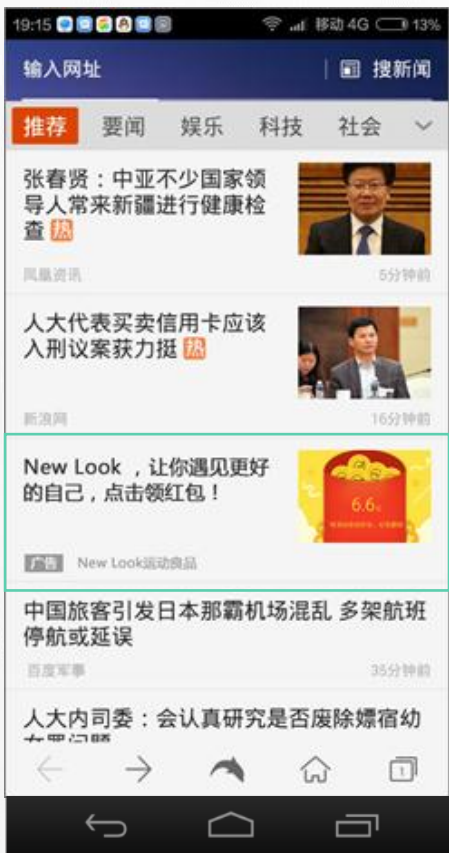 19:15
移动 4G
13%
输入网址
搜新闻
推荐 要闻 娱乐 科技 社会
张春贤：中亚不少国家领
导人常来新疆进行健康检
查 热
凤凰资讯 5分钟前
人大代表买卖信用卡应该
入刑议案获力挺 热
新浪网 16分钟前
New Look ，让你遇见更好
的自己，点击领红包！
6.6
广告 New Look运动良品
中国旅客引发日本那霸机场混乱 多架航班
停航或延误
百度军事 35分钟前
人大内司委：会认真研究是否废除嫖宿幼
女罪问题
1